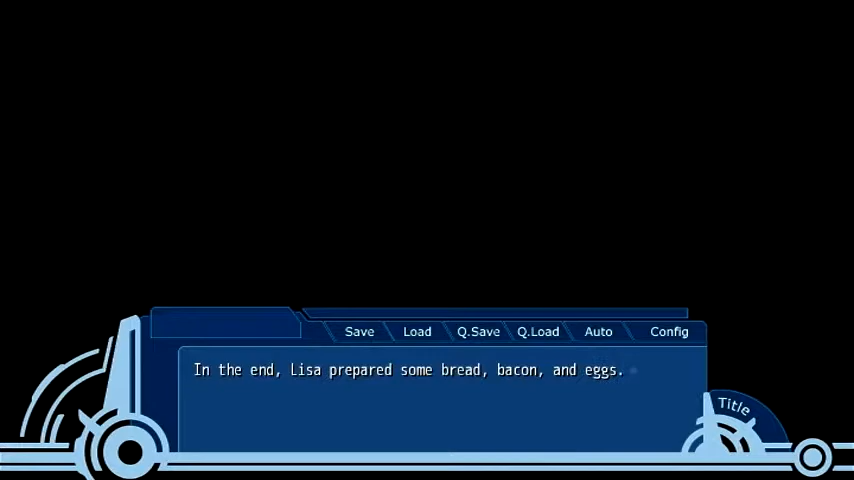 Save Load Q.Save Q.Load Auto Config
In the end, Lisa prepared some bread, bacon, and eggs.
Title